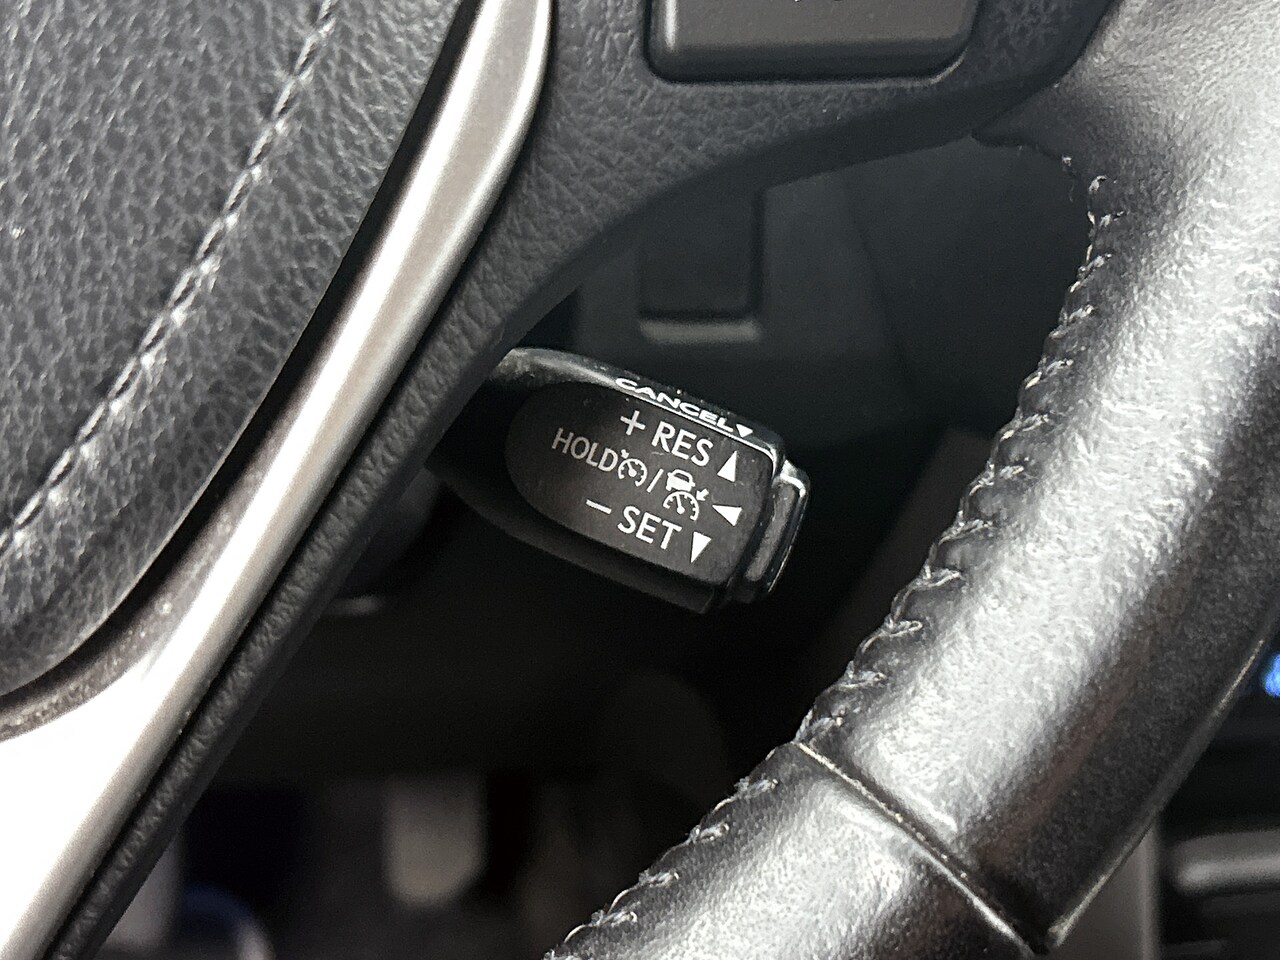 CANCEL▼
+ RES ▲
HOLD / ◀
− SET ▼